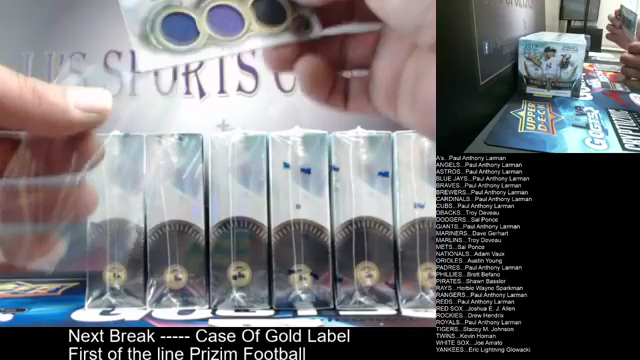 SPORTS C
UPPER DECK
A's...Paul Anthony Larman
ANGELS...Paul Anthony Larman
ASTROS...Paul Anthony Larman
BLUE JAYS...Paul Anthony Larman
BRAVES...Paul Anthony Larman
BREWERS...Paul Anthony Larman
CARDINALS...Paul Anthony Larman
CUBS...Paul Anthony Larman
DBACKS...Troy Deveau
DODGERS...Sal Ponce
GIANTS...Paul Anthony Larman
MARINERS...Dave Gerhart
MARLINS...Troy Deveau
METS...Sal Ponce
NATIONALS...Adam Vaux
ORIOLES...Austin Young
PADRES...Paul Anthony Larman
PHILLIES...Brett Befano
PIRATES...Shawn Bassler
RAYS...Herbie Wayne Sparkman
RANGERS...Paul Anthony Larman
REDS...Paul Anthony Larman
RED SOX...Joshua E. J. Allen
ROCKIES...Drew Hendrix
ROYALS...Paul Anthony Larman
TIGERS...Stacey M. Johnson
TWINS...Kevin Homan
WHITE SOX...Joe Amato
YANKEES...Eric Lightning Glowacki
Next Break ----- Case Of Gold Label
First of the line Prizim Football